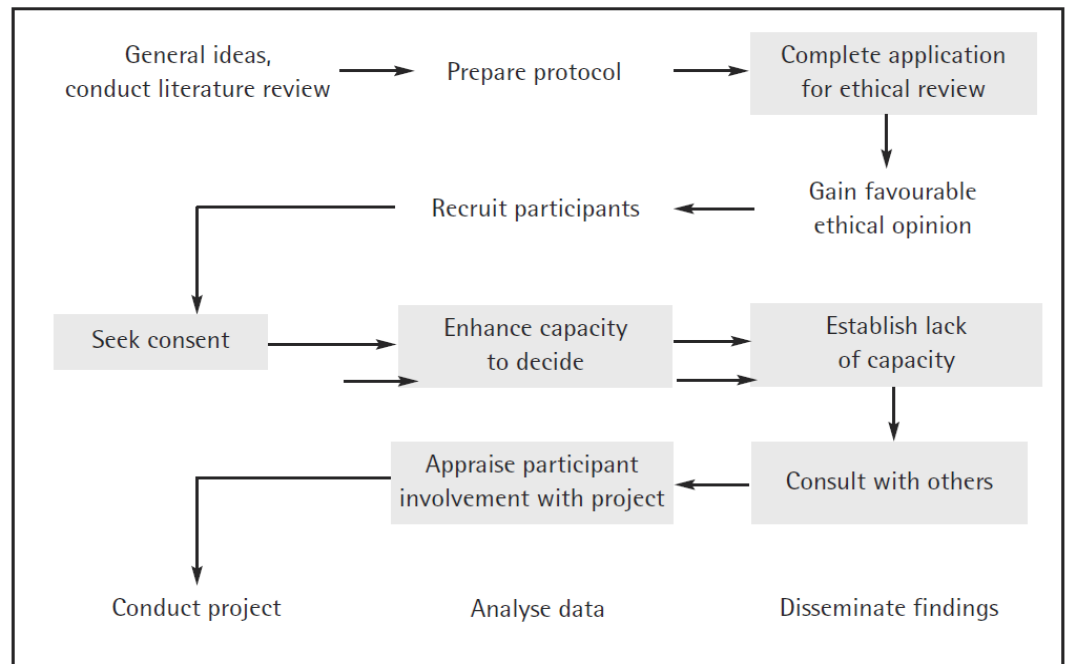 General ideas,
conduct literature review
Prepare protocol
Complete application
for ethical review
Gain favourable
ethical opinion
Recruit participants
Seek consent
Enhance capacity
to decide
Establish lack
of capacity
Consult with others
Appraise participant
involvement with project
Conduct project
Analyse data
Disseminate findings